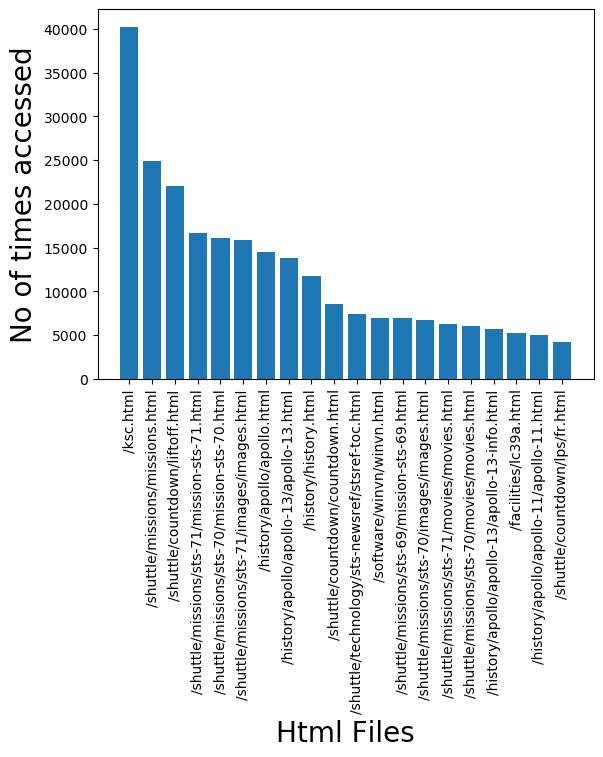 40000
35000
30000
25000
20000
15000
10000
5000
0
No of times accessed
/ksc.html
/shuttle/missions/missions.html
/shuttle/countdown/liftoff.html
/shuttle/missions/sts-71/mission-sts-71.html
/shuttle/missions/sts-70/mission-sts-70.html
/shuttle/missions/sts-71/images/images.html
/history/apollo/apollo.html
/history/apollo/apollo-13/apollo-13.html
/history/history.html
/shuttle/countdown/countdown.html
/shuttle/technology/sts-newsref/stsref-toc.html
/software/winvn/winvn.html
/shuttle/missions/sts-69/mission-sts-69.html
/shuttle/missions/sts-70/images/images.html
/shuttle/missions/sts-71/movies/movies.html
/shuttle/missions/sts-70/movies/movies.html
/history/apollo/apollo-13/apollo-13-info.html
/facilities/lc39a.html
/history/apollo/apollo-11/apollo-11.html
/shuttle/countdown/lps/fr.html
Html Files